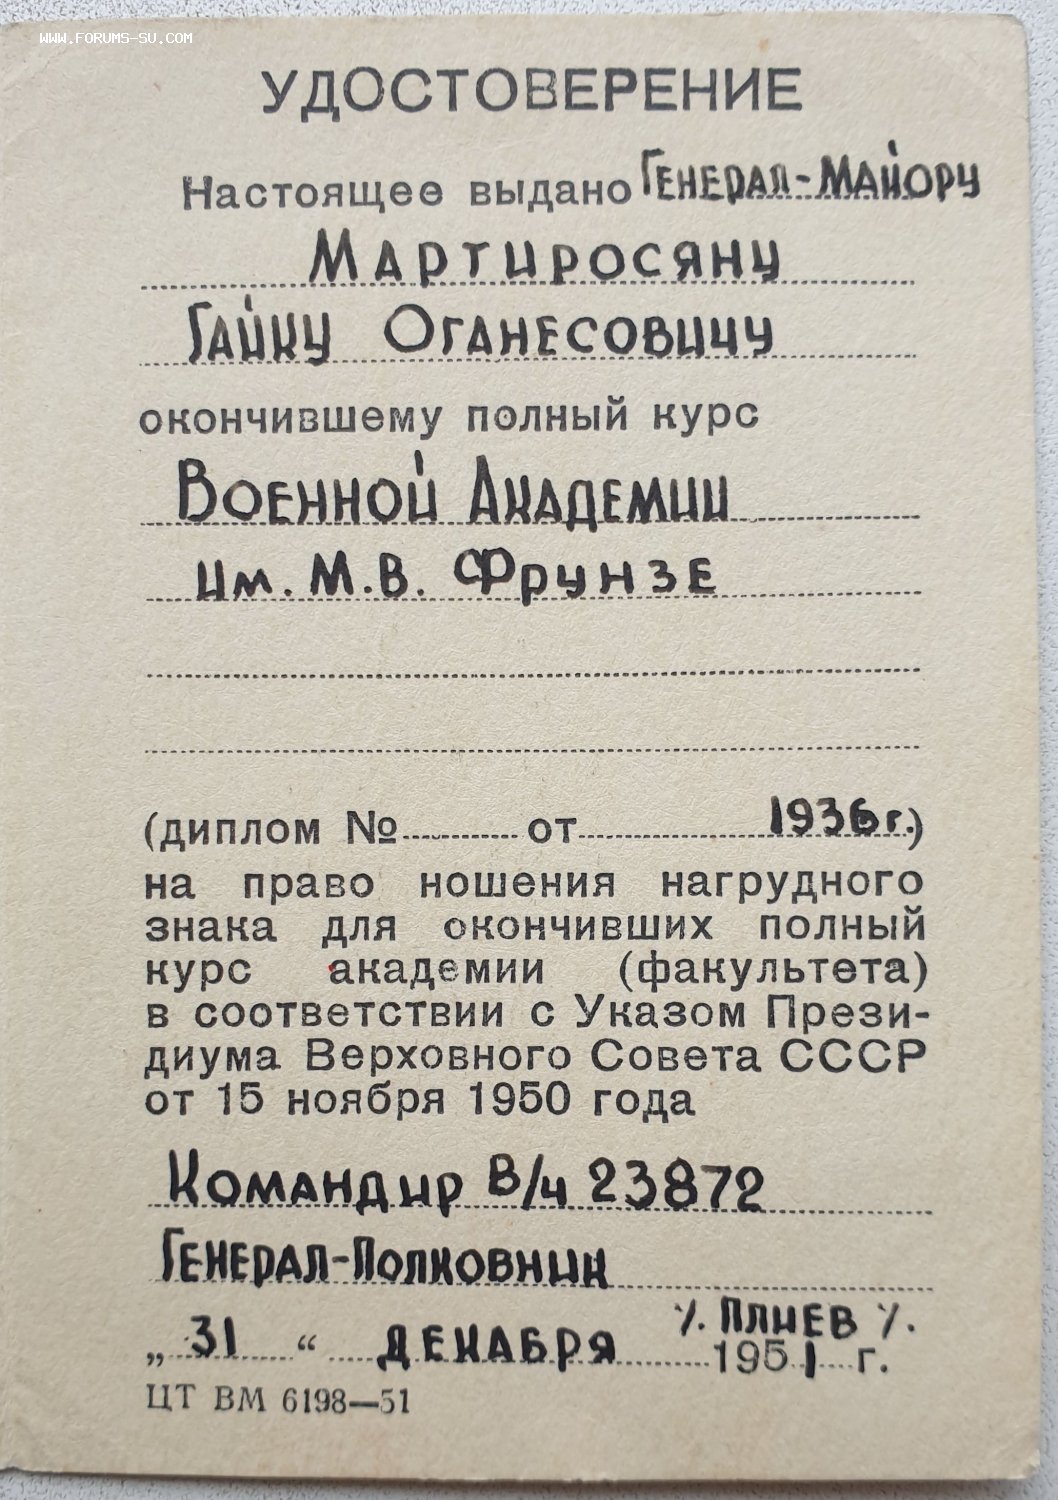 WWW.FORUMS-SU.COM
УДОСТОВЕРЕНИЕ
Настоящее выдано Генерал-Майору
Мартиросяну
Гайку Оганесовичу
окончившему полный курс
Военной Академии
им. М.В. Фрунзе
(диплом № от 1936 г.)
на право ношения нагрудного
знака для окончивших полный
курс академии (факультета)
в соответствии с Указом Прези-
диума Верховного Совета СССР
от 15 ноября 1950 года
Командир В/ч 23872
Генерал-Полковник
/. ПЛИЕВ /.
„31“ декабря 1951 г.
ЦТ ВМ 6198—51